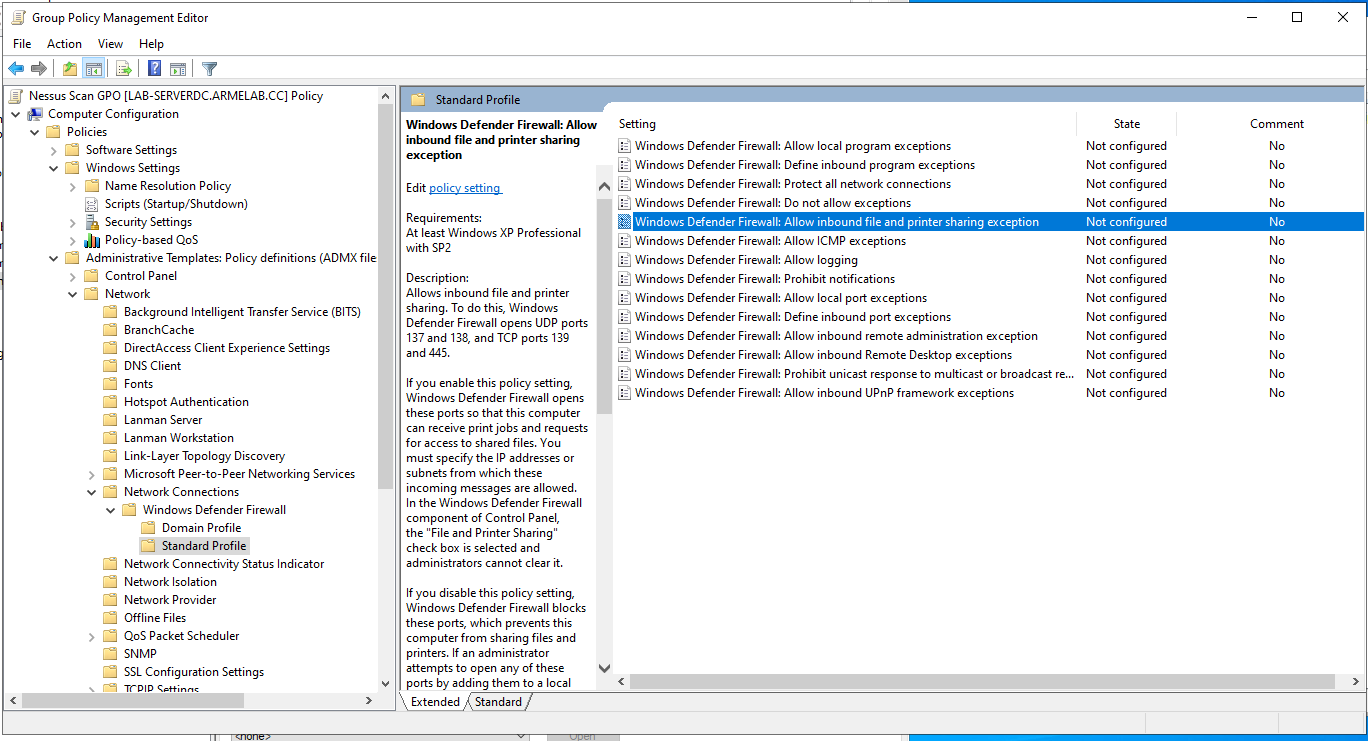 Group Policy Management Editor
File Action View Help
Nessus Scan GPO [LAB-SERVERDC.ARMELAB.CC] Policy
Computer Configuration
Policies
Software Settings
Windows Settings
Name Resolution Policy
Scripts (Startup/Shutdown)
Security Settings
Policy-based QoS
Administrative Templates: Policy definitions (ADMX file
Control Panel
Network
Background Intelligent Transfer Service (BITS)
BranchCache
DirectAccess Client Experience Settings
DNS Client
Fonts
Hotspot Authentication
Lanman Server
Lanman Workstation
Link-Layer Topology Discovery
Microsoft Peer-to-Peer Networking Services
Network Connections
Windows Defender Firewall
Domain Profile
Standard Profile
Network Connectivity Status Indicator
Network Isolation
Network Provider
Offline Files
QoS Packet Scheduler
SNMP
SSL Configuration Settings
TCPIP Settings
Standard Profile
Windows Defender Firewall: Allow
inbound file and printer sharing
exception
Edit policy setting
Requirements:
At least Windows XP Professional
with SP2
Description:
Allows inbound file and printer
sharing. To do this, Windows
Defender Firewall opens UDP ports
137 and 138, and TCP ports 139
and 445.
If you enable this policy setting,
Windows Defender Firewall opens
these ports so that this computer
can receive print jobs and requests
for access to shared files. You
must specify the IP addresses or
subnets from which these
incoming messages are allowed.
In the Windows Defender Firewall
component of Control Panel,
the "File and Printer Sharing"
check box is selected and
administrators cannot clear it.
If you disable this policy setting,
Windows Defender Firewall blocks
these ports, which prevents this
computer from sharing files and
printers. If an administrator
attempts to open any of these
ports by adding them to a local
Setting State Comment
Windows Defender Firewall: Allow local program exceptions Not configured No
Windows Defender Firewall: Define inbound program exceptions Not configured No
Windows Defender Firewall: Protect all network connections Not configured No
Windows Defender Firewall: Do not allow exceptions Not configured No
Windows Defender Firewall: Allow inbound file and printer sharing exception Not configured No
Windows Defender Firewall: Allow ICMP exceptions Not configured No
Windows Defender Firewall: Allow logging Not configured No
Windows Defender Firewall: Prohibit notifications Not configured No
Windows Defender Firewall: Allow local port exceptions Not configured No
Windows Defender Firewall: Define inbound port exceptions Not configured No
Windows Defender Firewall: Allow inbound remote administration exception Not configured No
Windows Defender Firewall: Allow inbound Remote Desktop exceptions Not configured No
Windows Defender Firewall: Prohibit unicast response to multicast or broadcast re... Not configured No
Windows Defender Firewall: Allow inbound UPnP framework exceptions Not configured No
Extended Standard
<none> Open